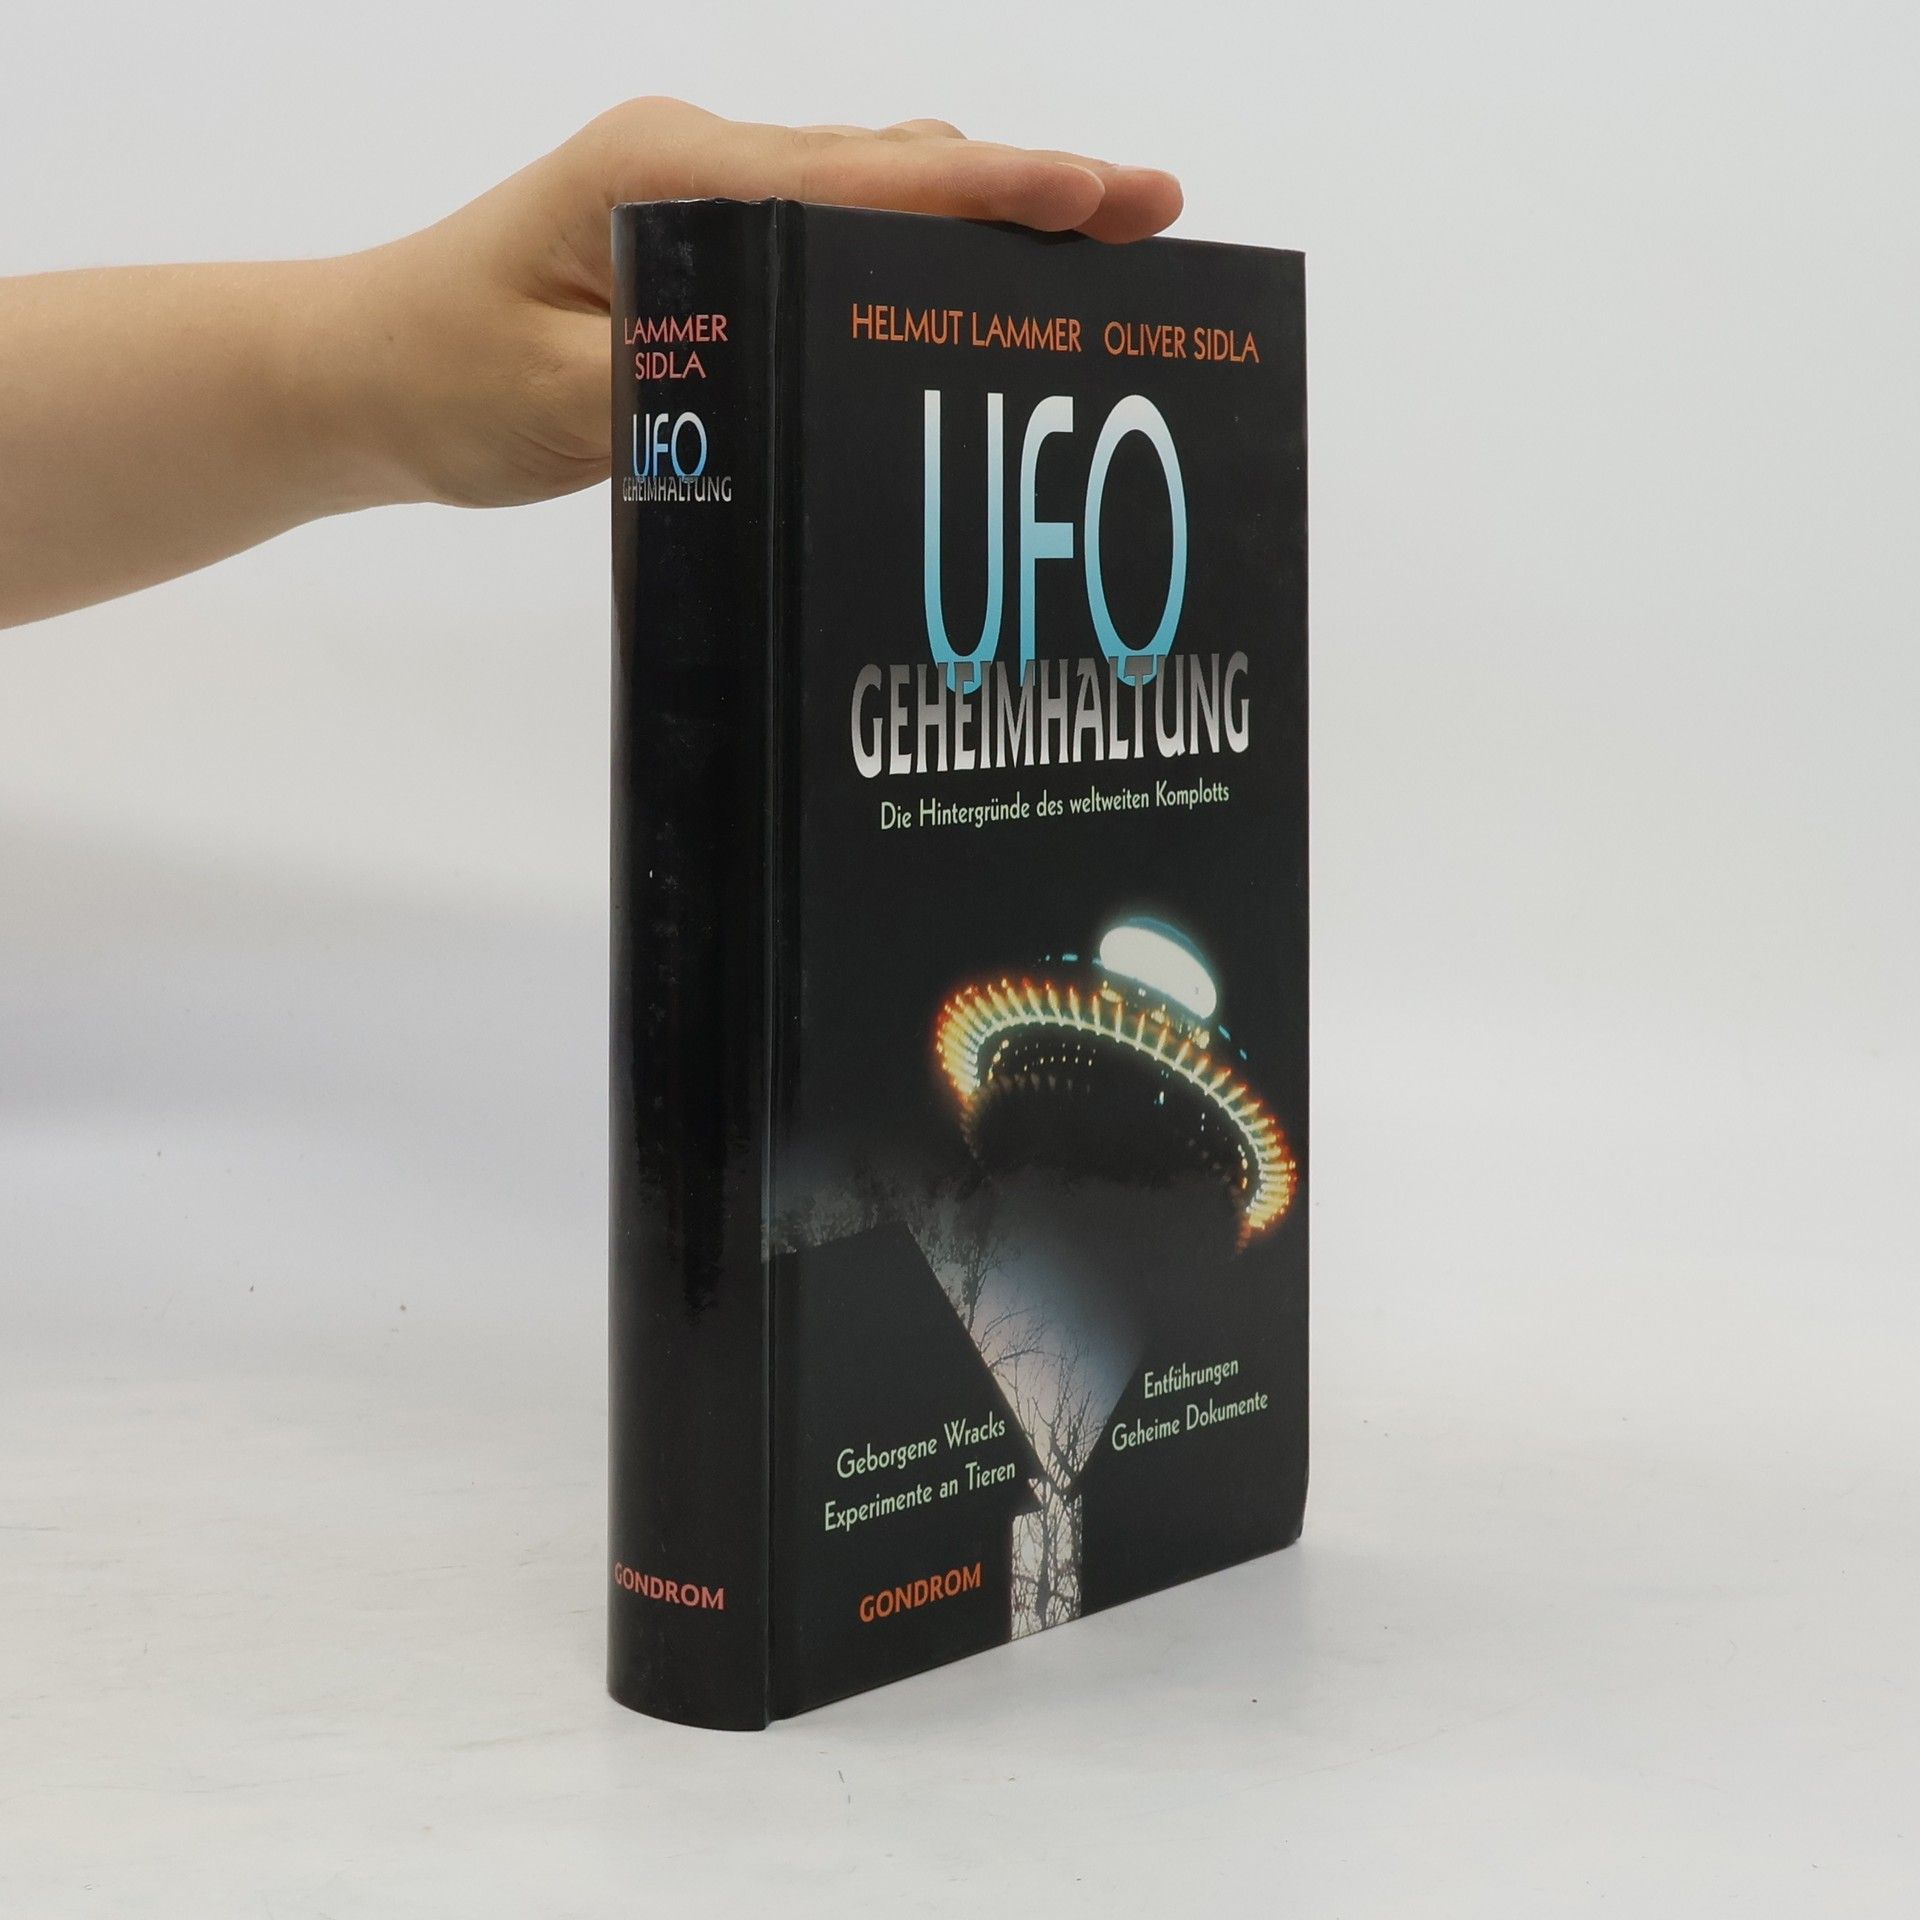 LAMMER
SIDLA
UFO
GEHEIMHALTUNG
GONDROM
HELMUT LAMMER OLIVER SIDLA
UFO
GEHEIMHALTUNG
Die Hintergründe des weltweiten Komplotts
Geborgene Wracks
Experimente an Tieren
Entführungen
Geheime Dokumente
GONDROM